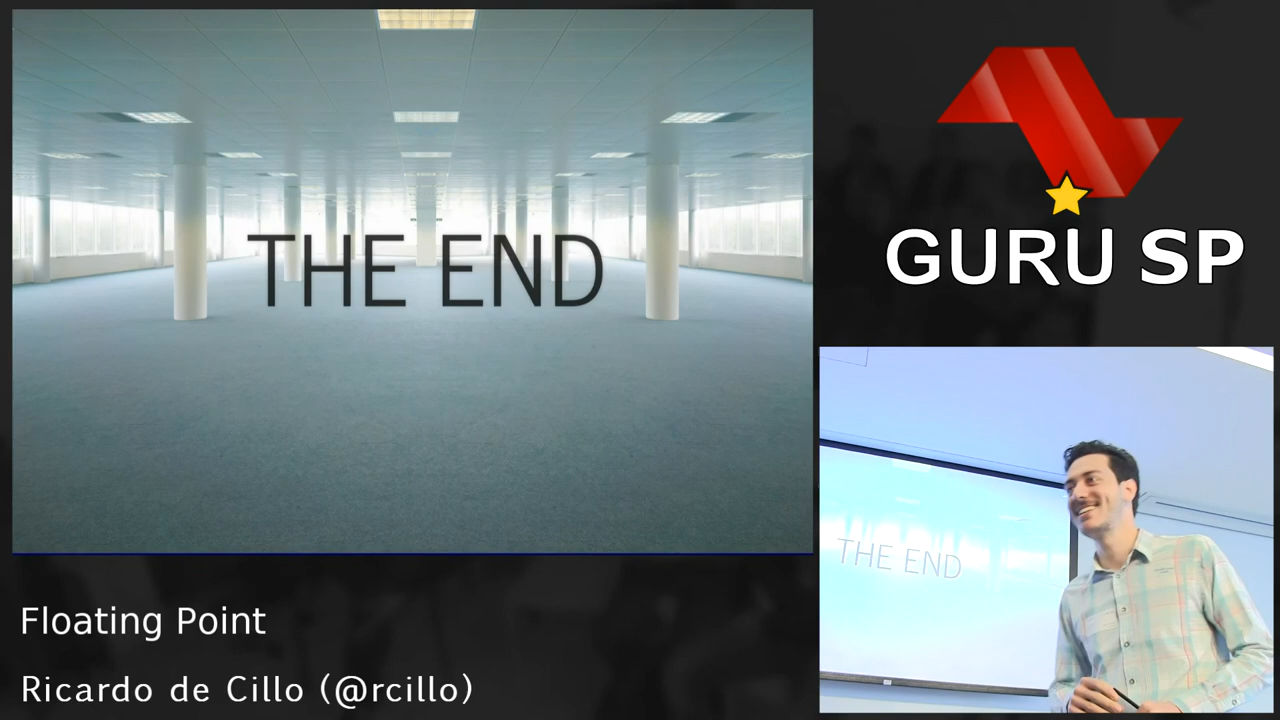 THE END
GURU SP
THE END
Floating Point
Ricardo de Cillo (@rcillo)